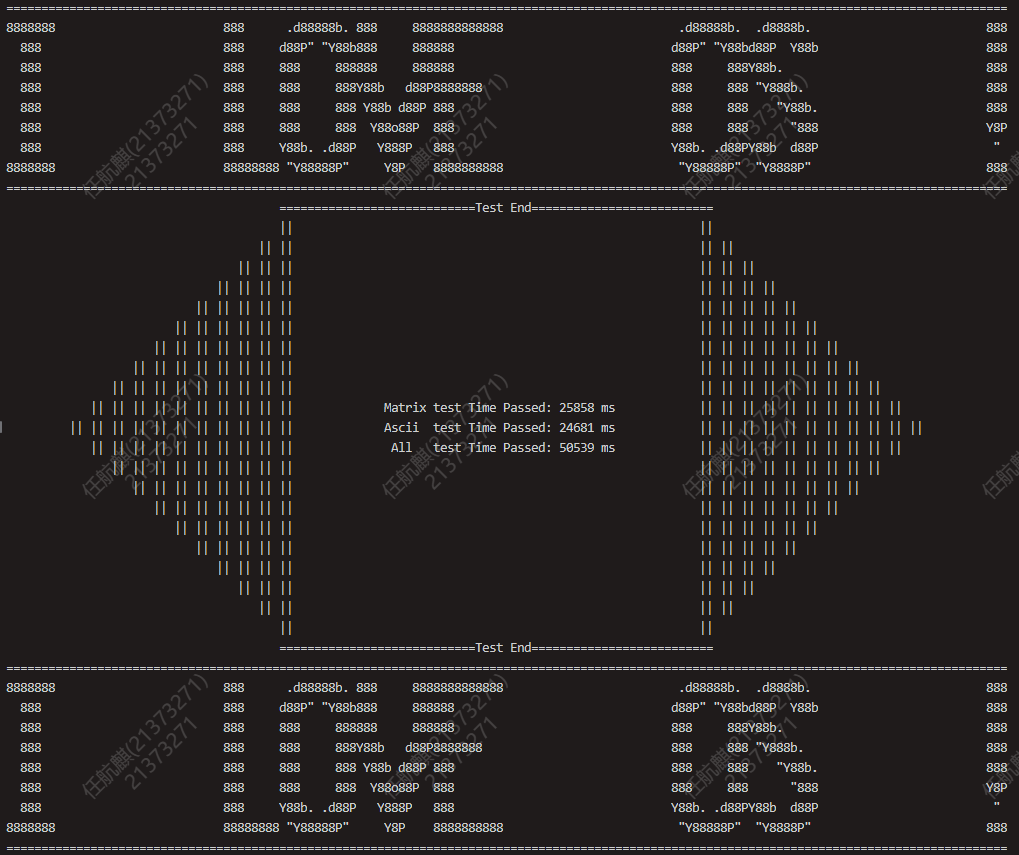 ===============================================================================================================================================
8888888                        888      .d88888b. 888     8888888888888                         .d88888b.  .d8888b.                         888
  888                          888     d88P" "Y88b888     888888                               d88P" "Y88bd88P  Y88b                        888
  888                          888     888     888888     888888                               888     888Y88b.                             888
  888                          888     888     888Y88b   d88P8888888                           888     888 "Y888b.                          888
  888                          888     888     888 Y88b d88P 888                               888     888    "Y88b.                        888
  888                          888     888     888  Y88o88P  888                               888     888      "888                        Y8P
  888                          888     Y88b. .d88P   Y888P   888                               Y88b. .d88PY88b  d88P                         "
8888888                        88888888 "Y88888P"     Y8P    8888888888                         "Y88888P"  "Y8888P"                         888
===============================================================================================================================================
============================Test End==========================
Matrix test Time Passed: 25858 ms
Ascii  test Time Passed: 24681 ms
All   test Time Passed: 50539 ms
============================Test End==========================
===============================================================================================================================================
8888888                        888      .d88888b. 888     8888888888888                         .d88888b.  .d8888b.                         888
  888                          888     d88P" "Y88b888     888888                               d88P" "Y88bd88P  Y88b                        888
  888                          888     888     888888     888888                               888     888Y88b.                             888
  888                          888     888     888Y88b   d88P8888888                           888     888 "Y888b.                          888
  888                          888     888     888 Y88b d88P 888                               888     888    "Y88b.                        888
  888                          888     888     888  Y88o88P  888                               888     888      "888                        Y8P
  888                          888     Y88b. .d88P   Y888P   888                               Y88b. .d88PY88b  d88P                         "
8888888                        88888888 "Y88888P"     Y8P    8888888888                         "Y88888P"  "Y8888P"                         888
===============================================================================================================================================
任航麒(21373271)
21373271